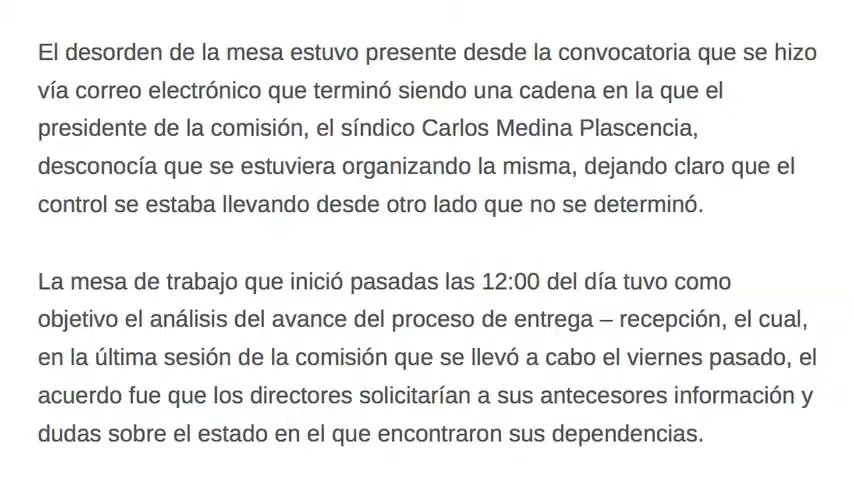 El desorden de la mesa estuvo presente desde la convocatoria que se hizo
vía correo electrónico que terminó siendo una cadena en la que el
presidente de la comisión, el síndico Carlos Medina Plascencia,
desconocía que se estuviera organizando la misma, dejando claro que el
control se estaba llevando desde otro lado que no se determinó.
La mesa de trabajo que inició pasadas las 12:00 del día tuvo como
objetivo el análisis del avance del proceso de entrega – recepción, el cual,
en la última sesión de la comisión que se llevó a cabo el viernes pasado, el
acuerdo fue que los directores solicitarían a sus antecesores información y
dudas sobre el estado en el que encontraron sus dependencias.